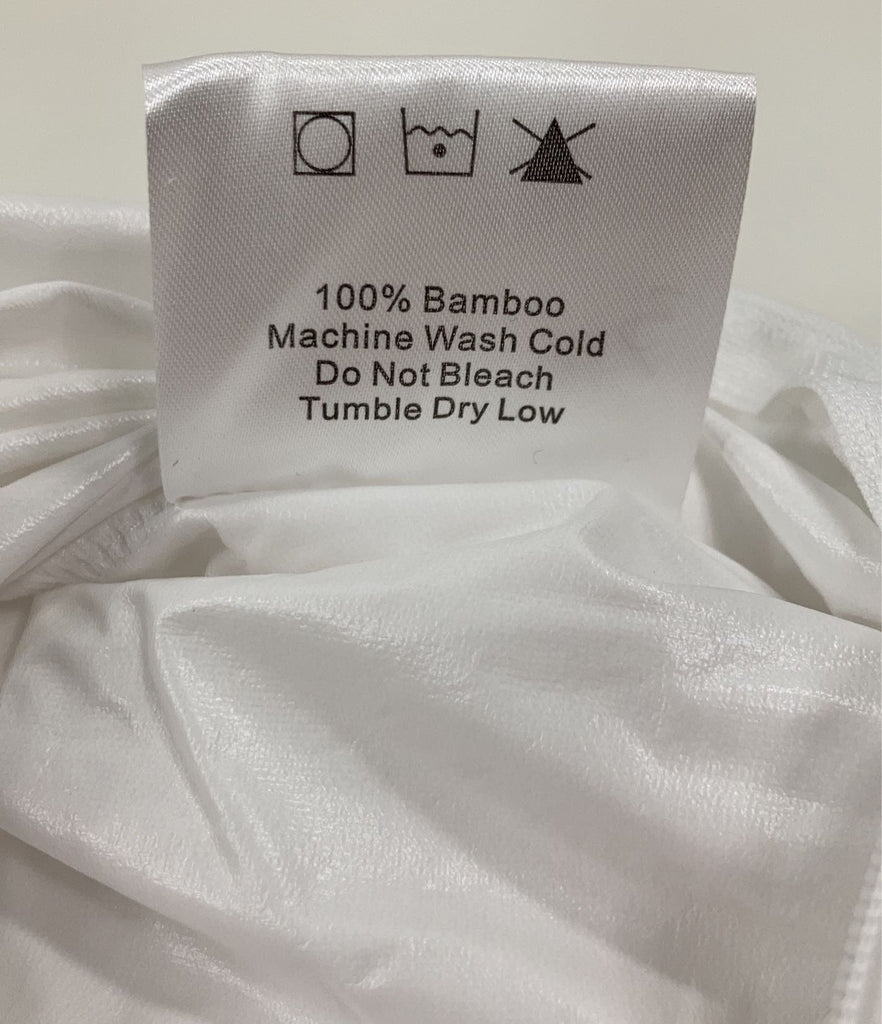 100% Bamboo
Machine Wash Cold
Do Not Bleach
Tumble Dry Low